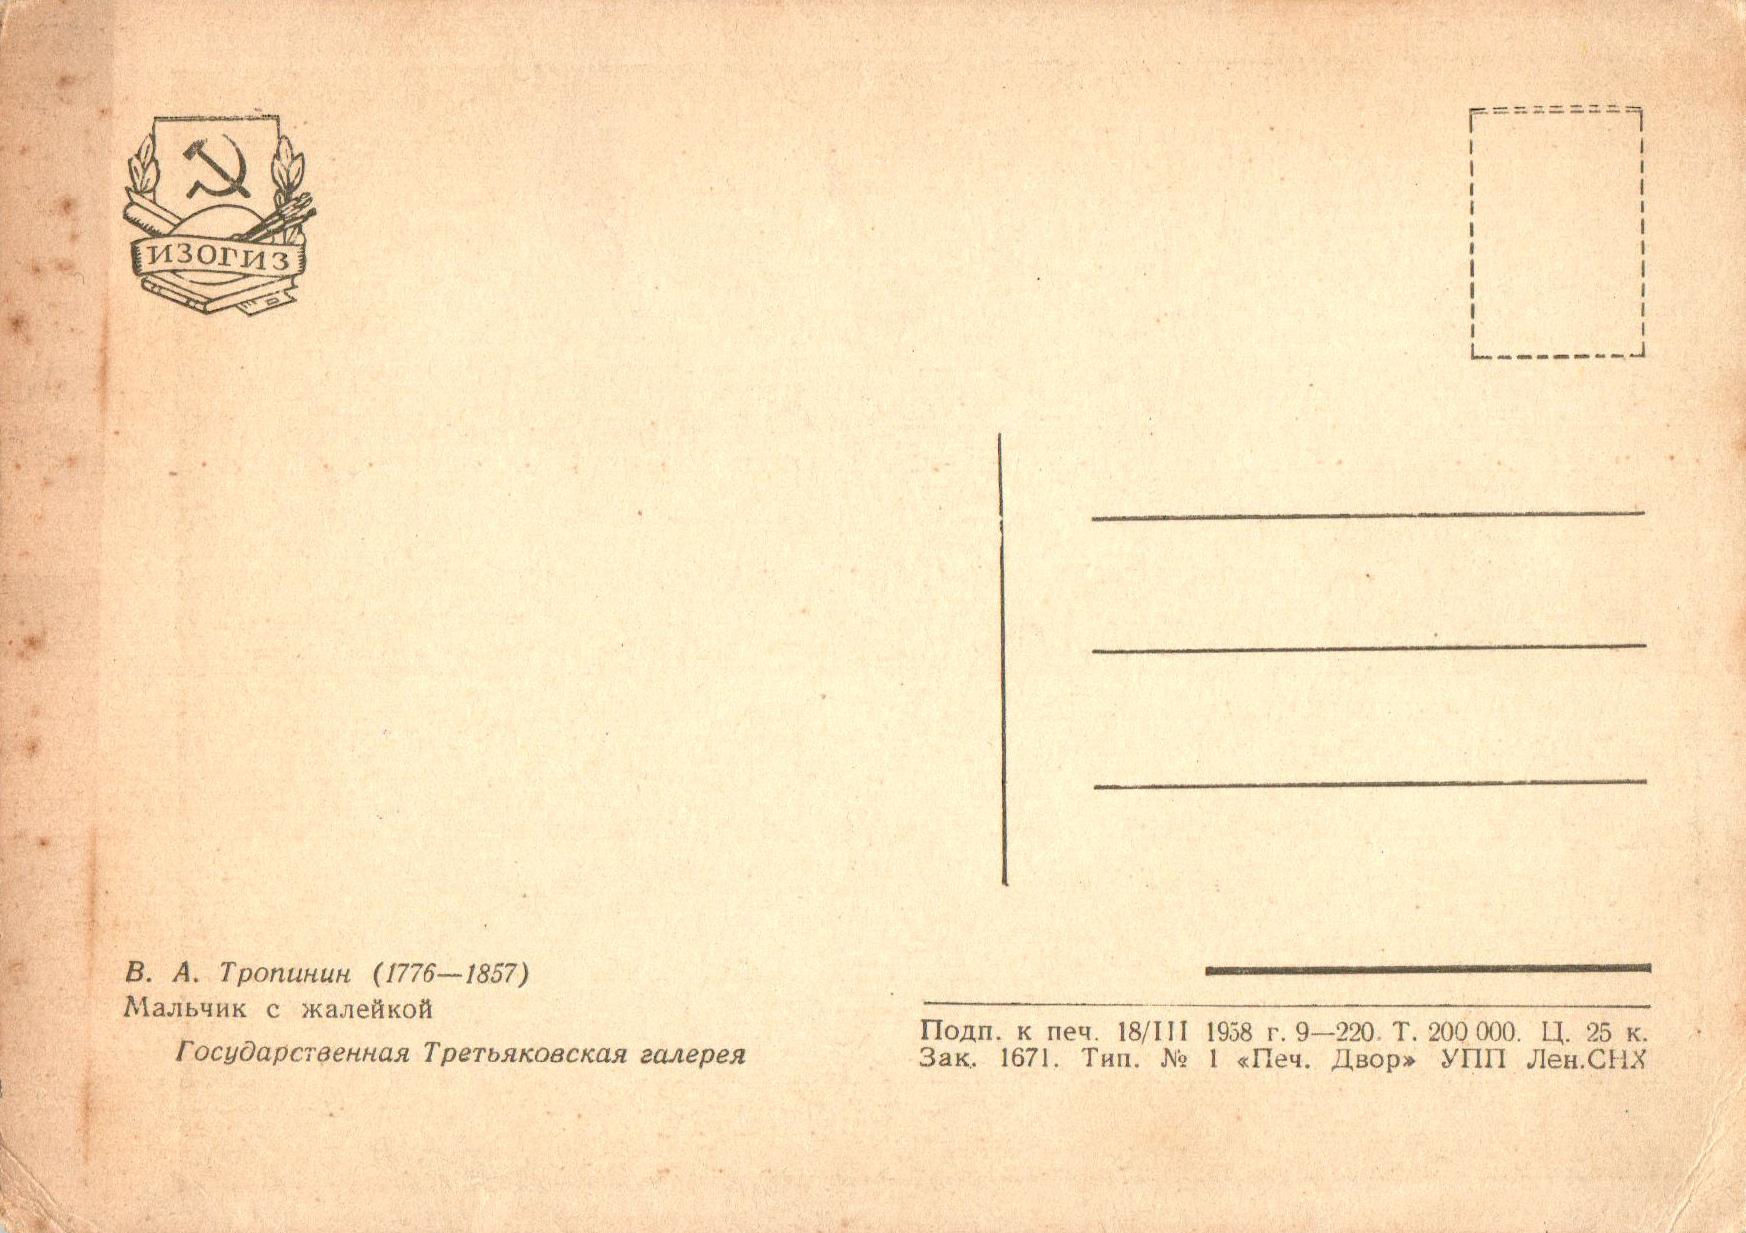 ИЗОГИЗ
В. А. Тропинин (1776—1857)
Мальчик с жалейкой
Государственная Третьяковская галерея
Подп. к печ. 18/III 1958 г. 9—220. Т. 200 000. Ц. 25 к.
Зак. 1671. Тип. № 1 «Печ. Двор» УПП Лен.СНХ